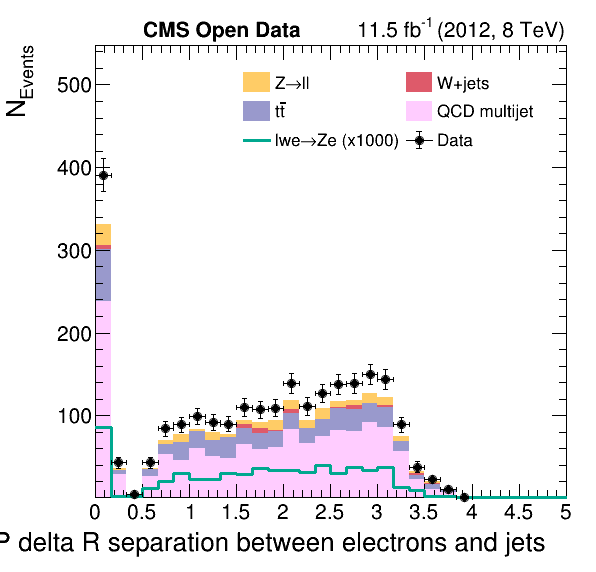 CMS Open Data 11.5 fb⁻¹ (2012, 8 TeV)
N_Events
Z→ll W+jets
tt̄ QCD multijet
lwe→Ze (x1000) Data
500
400
300
200
100
0 0.5 1 1.5 2 2.5 3 3.5 4 4.5 5
P delta R separation between electrons and jets